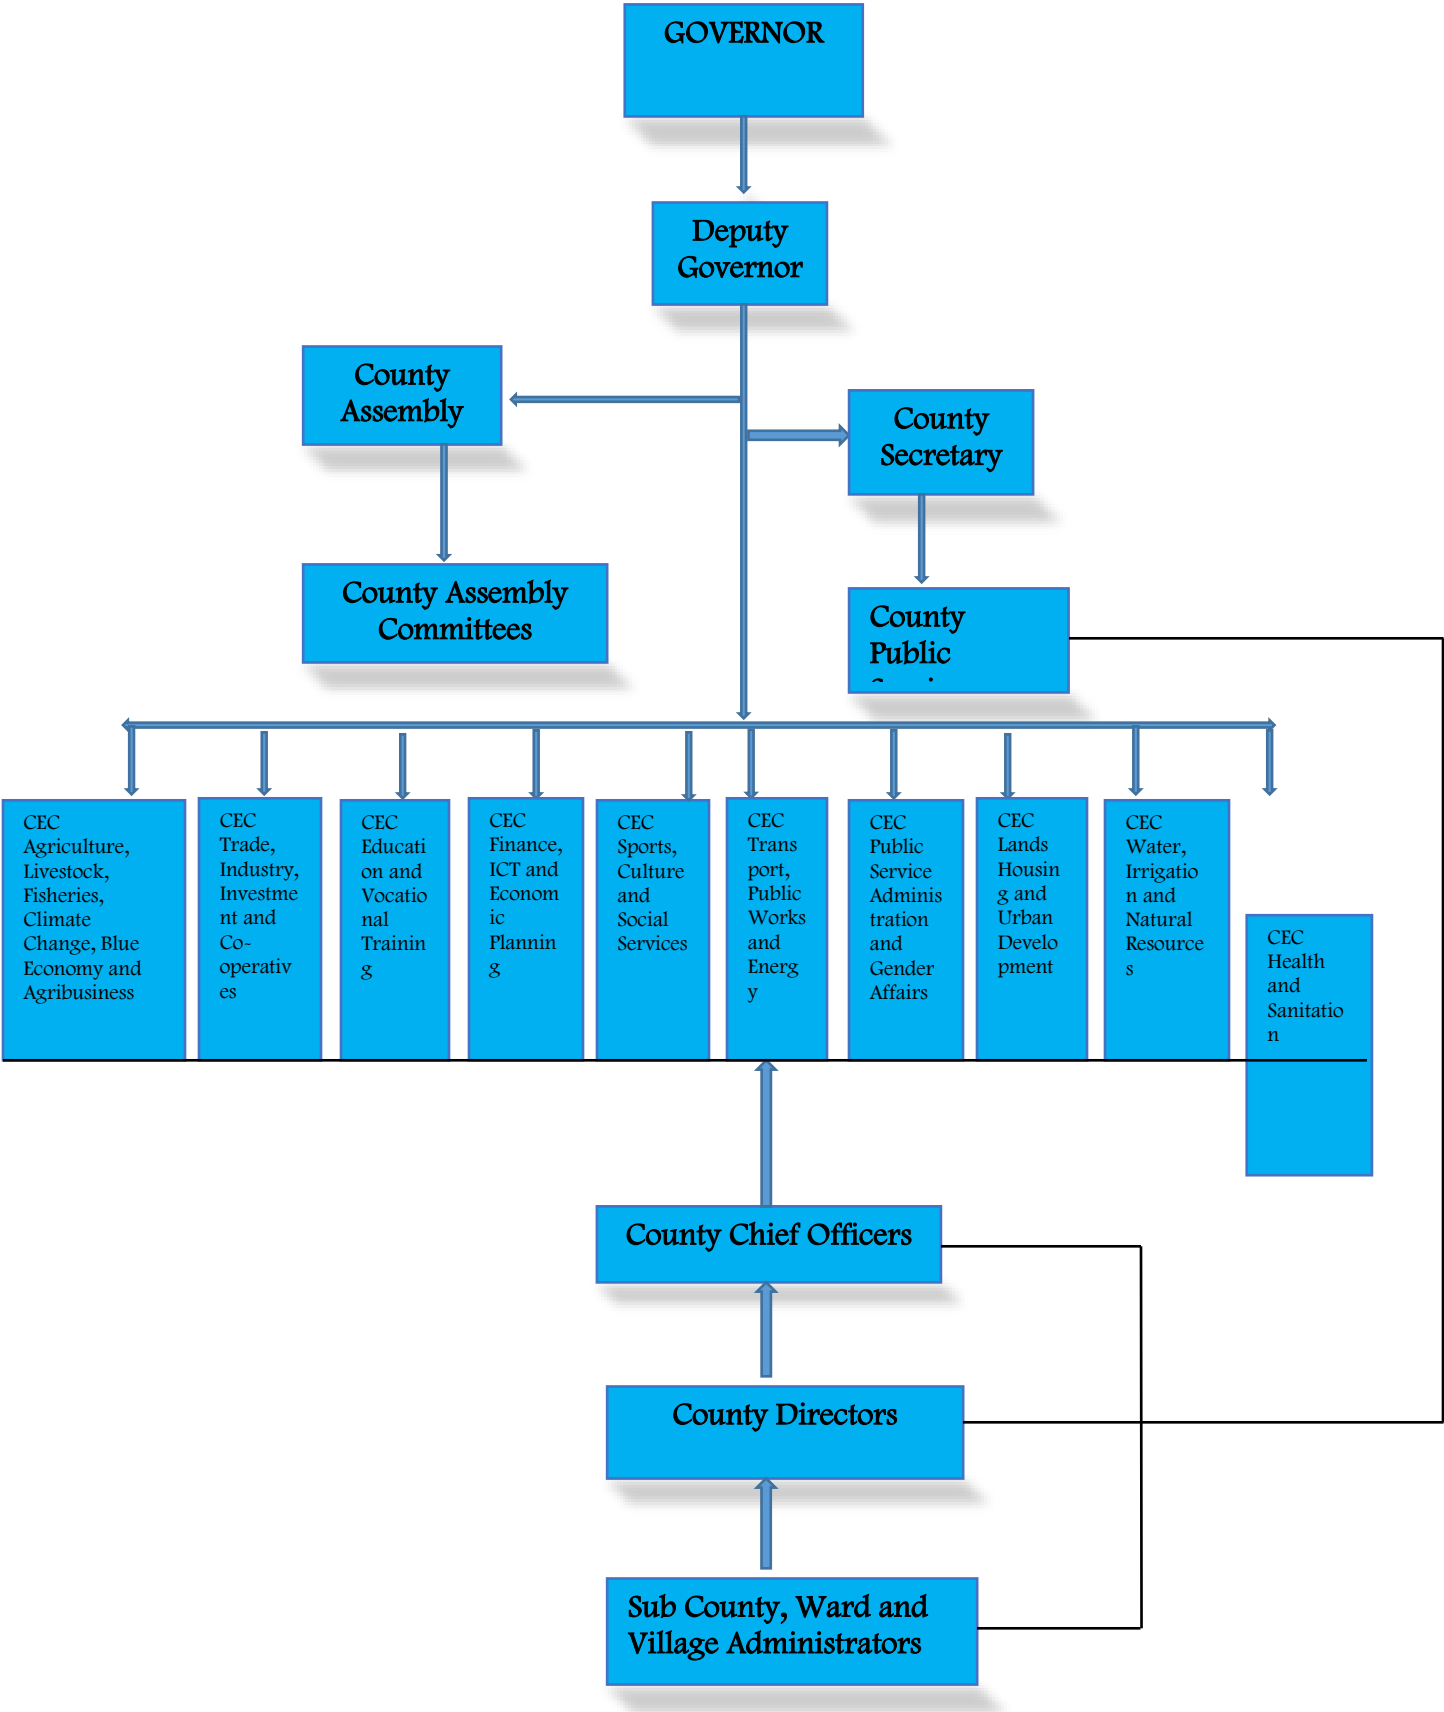 GOVERNOR
Deputy
Governor
County
Assembly
County
Secretary
County Assembly
Committees
County
Public
CEC
Agriculture,
Livestock,
Fisheries,
Climate
Change, Blue
Economy and
Agribusiness
CEC
Trade,
Industry,
Investme
nt and
Co-
operativ
es
CEC
Educati
on and
Vocatio
nal
Trainin
g
CEC
Finance,
ICT and
Econom
ic
Plannin
g
CEC
Sports,
Culture
and
Social
Services
CEC
Trans
port,
Public
Works
and
Energ
y
CEC
Public
Service
Adminis
tration
and
Gender
Affairs
CEC
Lands
Housin
g and
Urban
Develo
pment
CEC
Water,
Irrigatio
n and
Natural
Resource
s
CEC
Health
and
Sanitatio
n
County Chief Officers
County Directors
Sub County, Ward and
Village Administrators